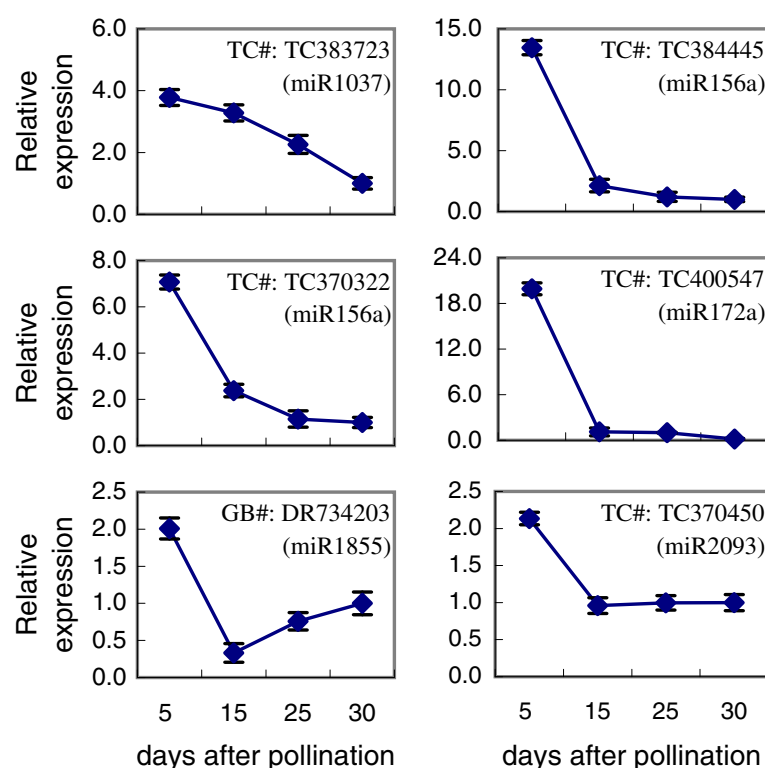 6.0
4.0
2.0
0.0
Relative
expression
TC#: TC383723
(miR1037)
15.0
10.0
5.0
0.0
TC#: TC384445
(miR156a)
8.0
6.0
4.0
2.0
0.0
Relative
expression
TC#: TC370322
(miR156a)
24.0
18.0
12.0
6.0
0.0
TC#: TC400547
(miR172a)
2.5
2.0
1.5
1.0
0.5
0.0
Relative
expression
GB#: DR734203
(miR1855)
5 15 25 30
days after pollination
2.5
2.0
1.5
1.0
0.5
0.0
TC#: TC370450
(miR2093)
5 15 25 30
days after pollination